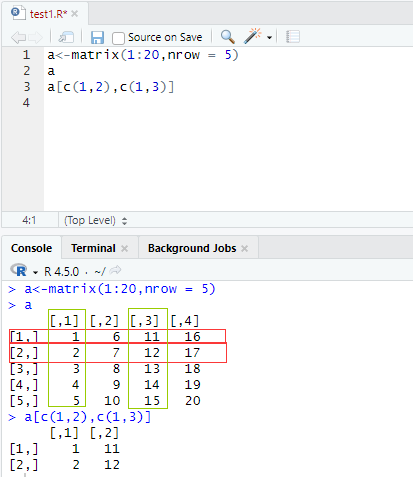 test1.R*
Source on Save
1 a<-matrix(1:20,nrow = 5)
2 a
3 a[c(1,2),c(1,3)]
4
4:1 (Top Level)
Console Terminal Background Jobs
R 4.5.0 · ~/
> a<-matrix(1:20,nrow = 5)
> a
     [,1] [,2] [,3] [,4]
[1,]    1    6   11   16
[2,]    2    7   12   17
[3,]    3    8   13   18
[4,]    4    9   14   19
[5,]    5   10   15   20
> a[c(1,2),c(1,3)]
     [,1] [,2]
[1,]    1   11
[2,]    2   12